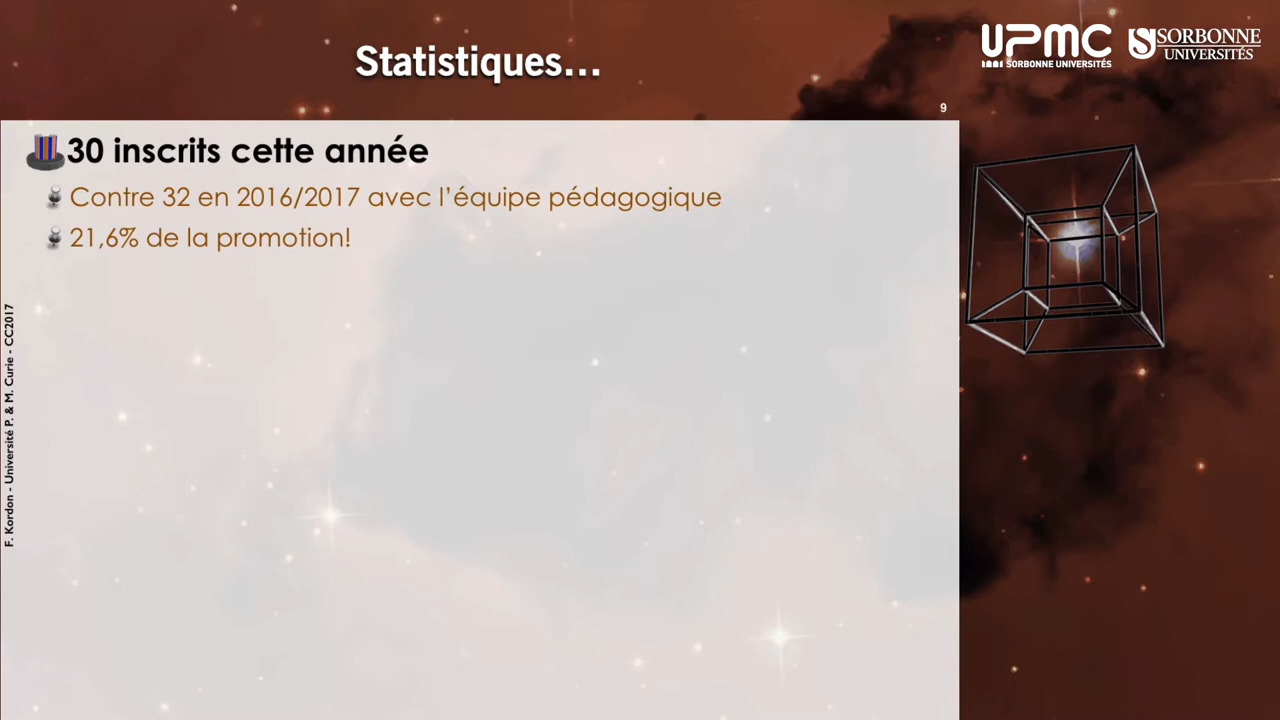 Statistiques...
UPMC
SORBONNE UNIVERSITÉS
SORBONNE
UNIVERSITÉS
9
30 inscrits cette année
Contre 32 en 2016/2017 avec l'équipe pédagogique
21,6% de la promotion!
F. Kordon - Université P. & M. Curie - CC2017